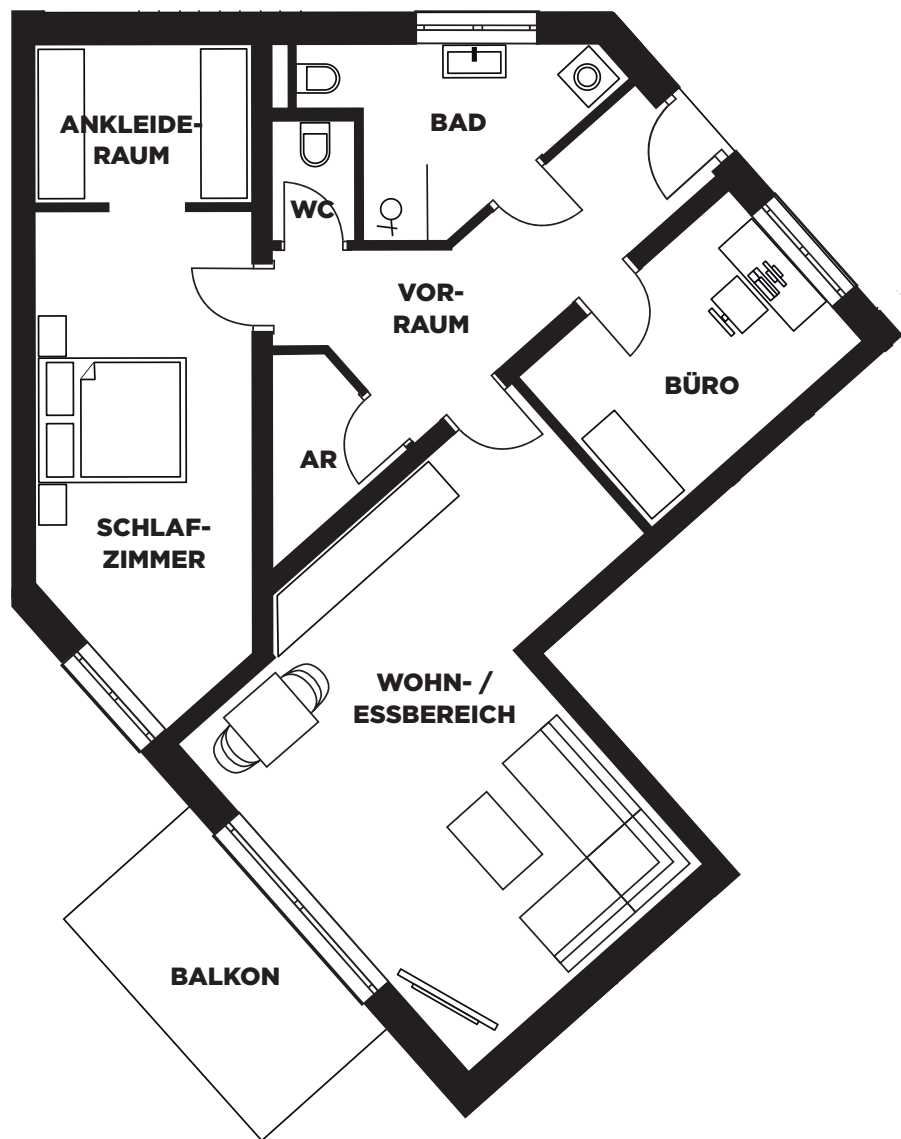 ANKLEIDE-
RAUM
BAD
WC
VOR-
RAUM
BÜRO
AR
SCHLAF-
ZIMMER
WOHN- /
ESSBEREICH
BALKON